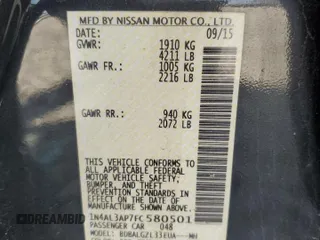 MFD BY NISSAN MOTOR CO., LTD.
DATE: 09/15
GVWR: 1910 KG
4211 LB
GAWR FR: 1005 KG
2216 LB
GAWR RR: 940 KG
2072 LB
THIS VEHICLE CONFORMS TO ALL
APPLICABLE FEDERAL MOTOR
VEHICLE SAFETY, BUMPER, AND THEFT
PREVENTION STANDARDS IN EFFECT ON
THE DATE OF MANUFACTURE SHOWN ABOVE
1N4AL3AP7FC580501
PASSENGER CAR 048
MODEL: